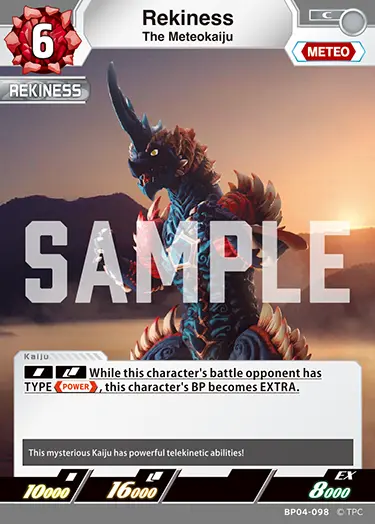 6
Rekiness
The Meteokaiju
C
METEO
REKINESS
SAMPLE
Kaiju
While this character's battle opponent has
TYPE POWER, this character's BP becomes EXTRA.
This mysterious Kaiju has powerful telekinetic abilities!
10000 16000 EX 8000
BP04-098 © TPC